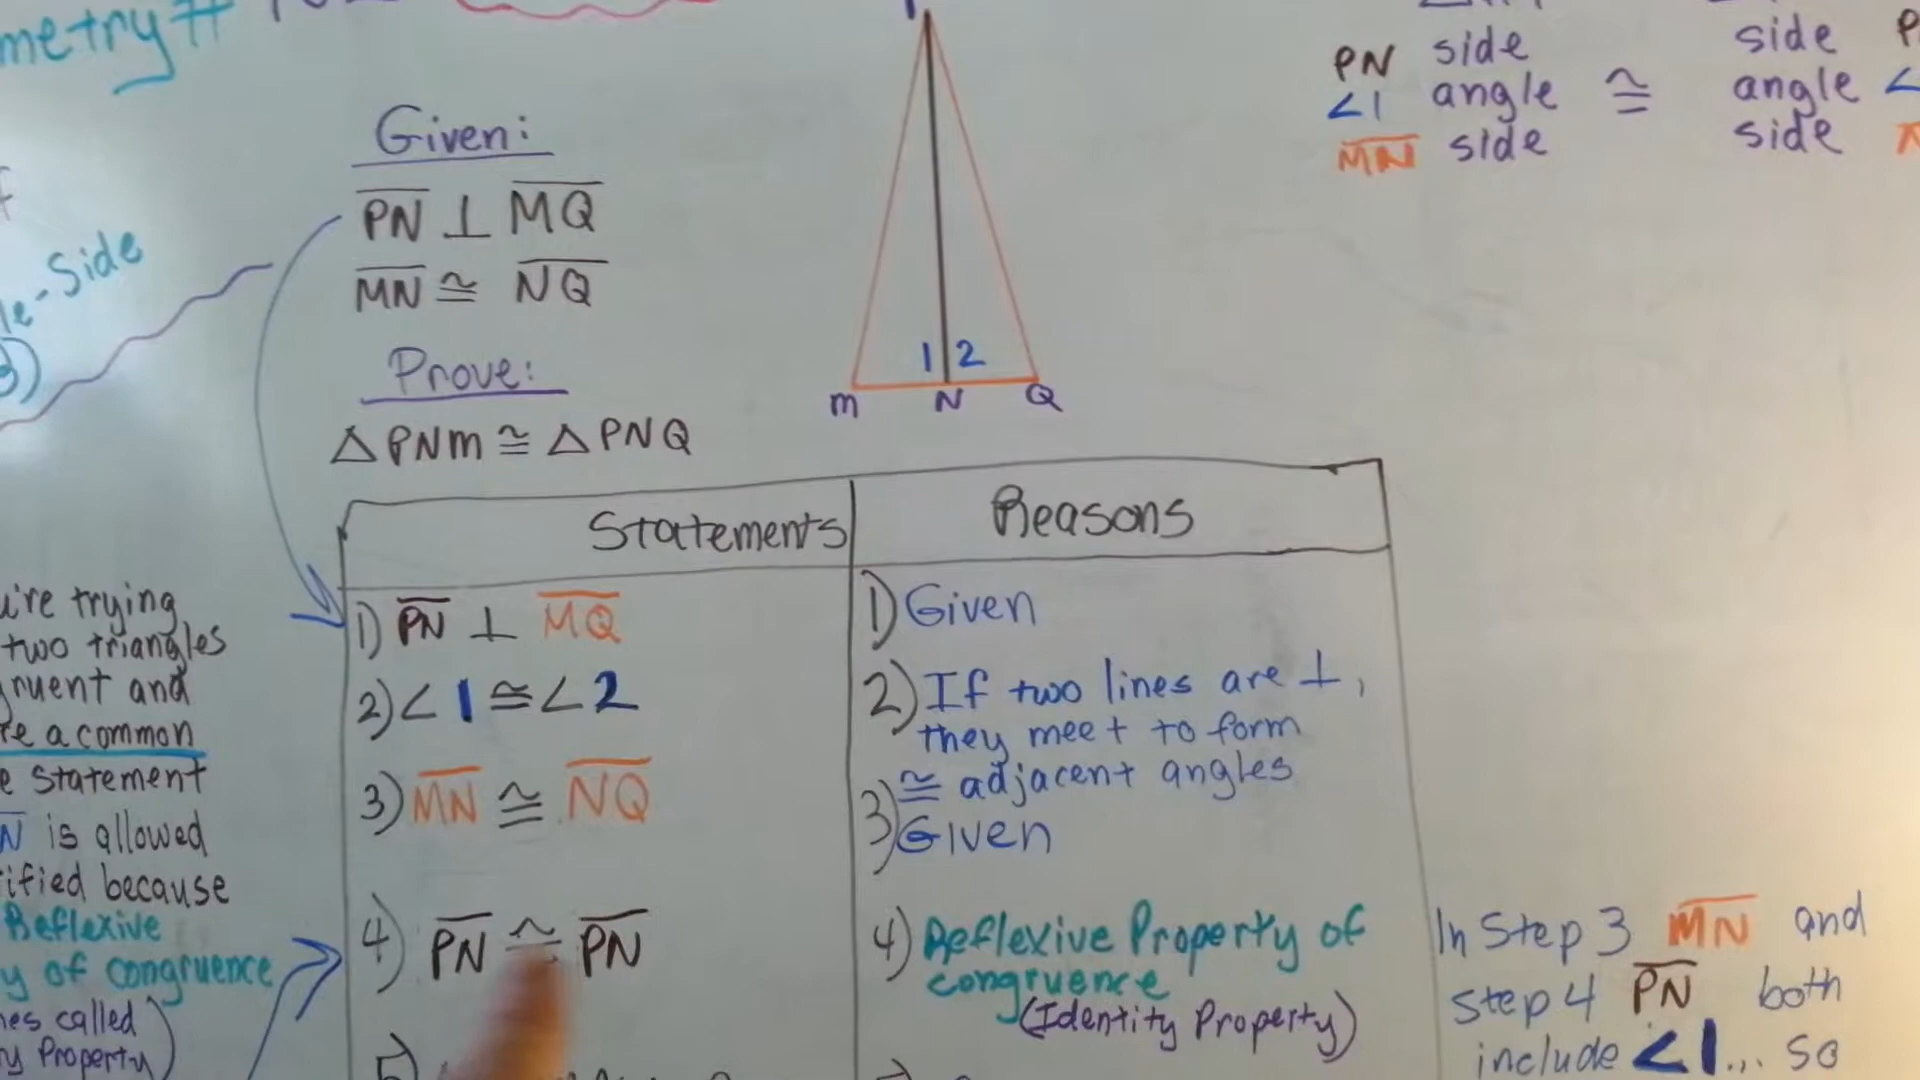 metry#
Given:
PN ⊥ MQ
MN ≅ NQ
Prove:
△PNM ≅ △PNQ
1 2
M N Q
PN side side
∠1 angle ≅ angle
MN side side
-Side
Statements Reasons
1) PN ⊥ MQ
2) ∠1 ≅ ∠2
3) MN ≅ NQ
4) PN ≅ PN
5)
1) Given
2) If two lines are ⊥,
they meet to form
≅ adjacent angles
3) Given
4) Reflexive Property of
congruence
(Identity Property)
trying
two triangles
and
a common
statement
is allowed
because
Reflexive
of congruence
called
Property)
In Step 3 MN and
step 4 PN both
include ∠1... so